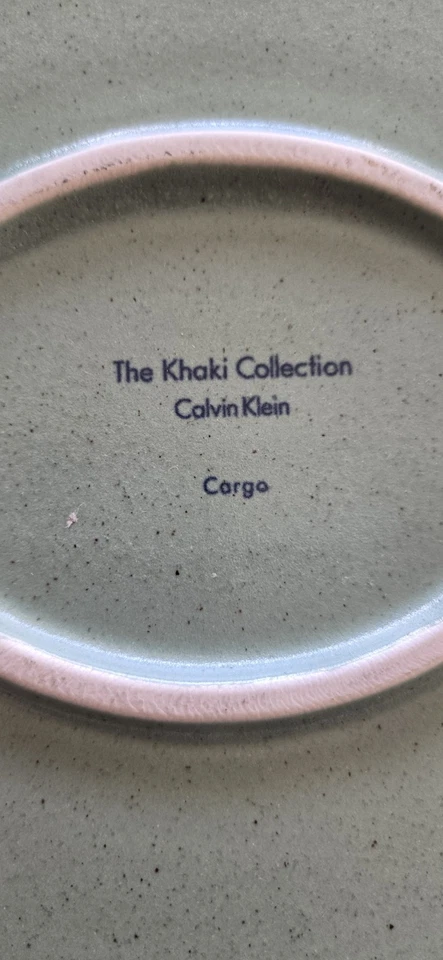 The Khaki Collection
Calvin Klein
Cargo